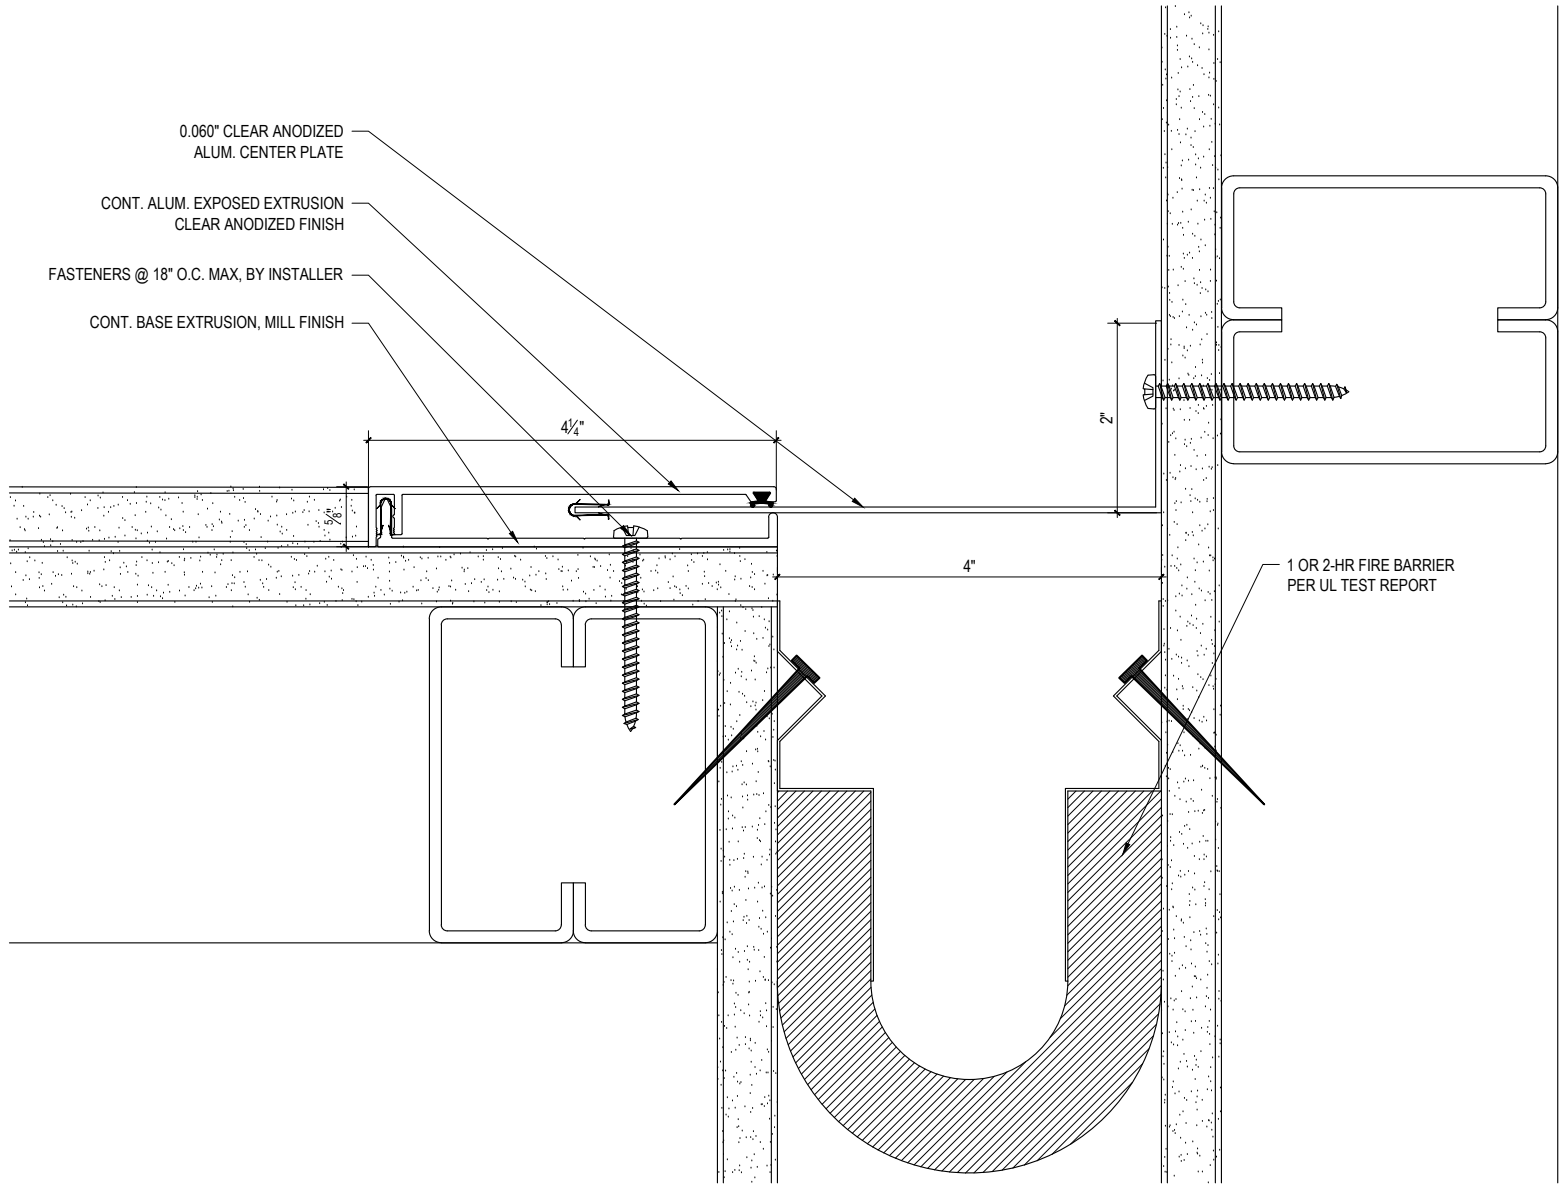 0.060" CLEAR ANODIZED
ALUM. CENTER PLATE
CONT. ALUM. EXPOSED EXTRUSION
CLEAR ANODIZED FINISH
FASTENERS @ 18" O.C. MAX, BY INSTALLER
CONT. BASE EXTRUSION, MILL FINISH
2"
4¼"
⅝"
4"
1 OR 2-HR FIRE BARRIER
PER UL TEST REPORT